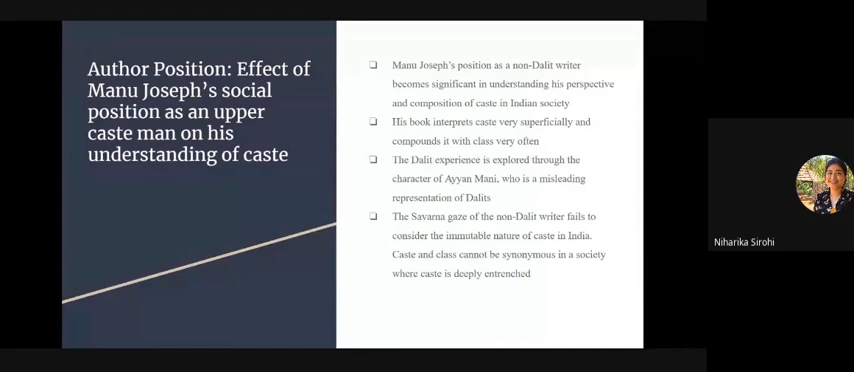 Author Position: Effect of
Manu Joseph's social
position as an upper
caste man on his
understanding of caste
Manu Joseph's position as a non-Dalit writer
becomes significant in understanding his perspective
and composition of caste in Indian society
His book interprets caste very superficially and
compounds it with class very often
The Dalit experience is explored through the
character of Ayyan Mani, who is a misleading
representation of Dalits
The Savarna gaze of the non-Dalit writer fails to
consider the immutable nature of caste in India.
Caste and class cannot be synonymous in a society
where caste is deeply entrenched
Niharika Sirohi